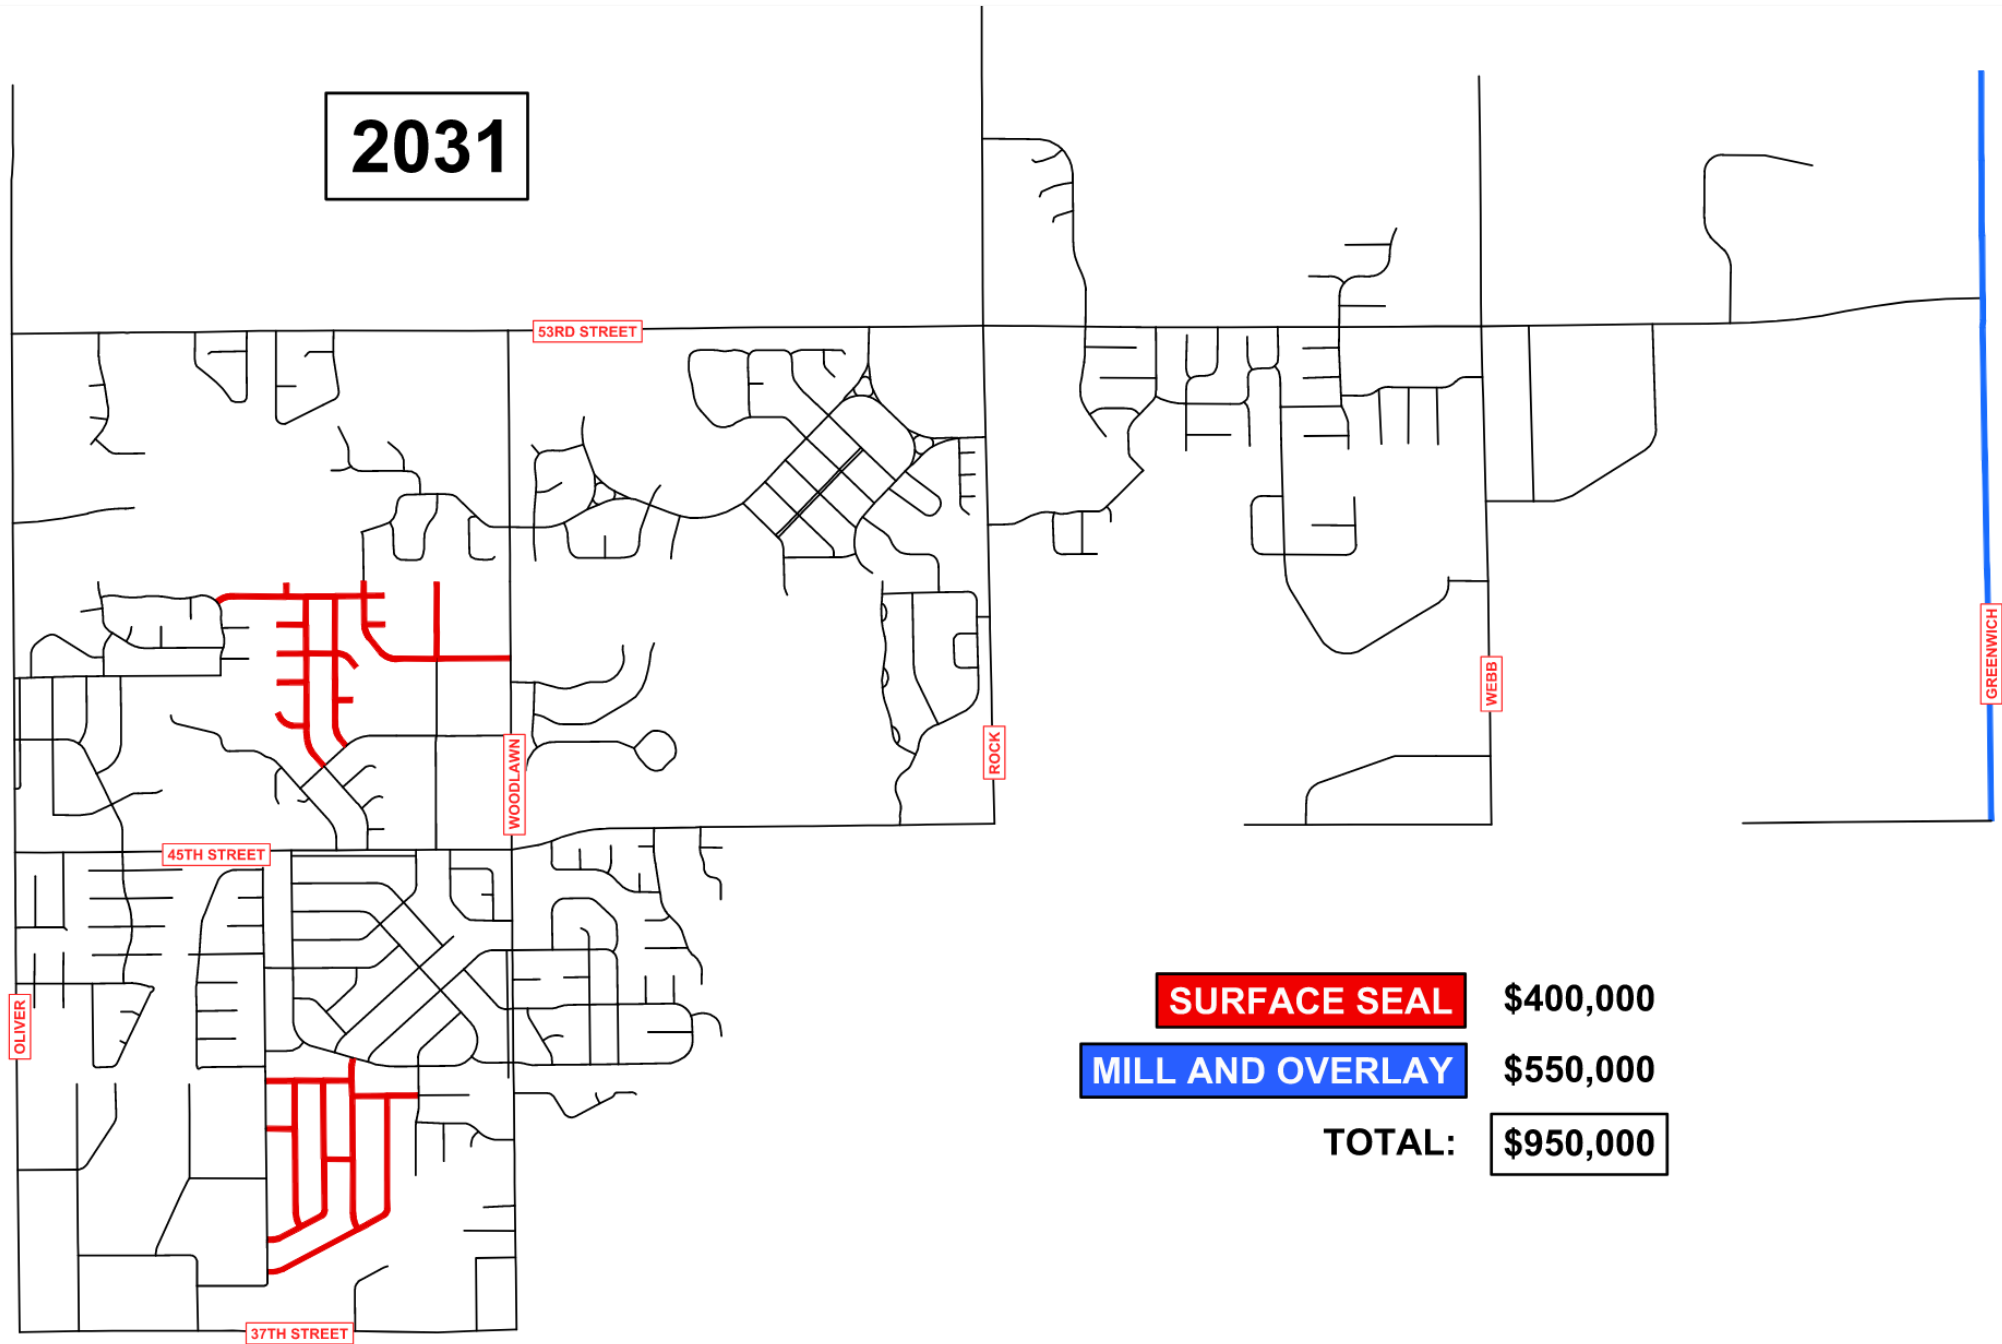 2031
53RD STREET
GREENWICH
WEBB
ROCK
WOODLAWN
45TH STREET
OLIVER
SURFACE SEAL $400,000
MILL AND OVERLAY $550,000
TOTAL: $950,000
37TH STREET